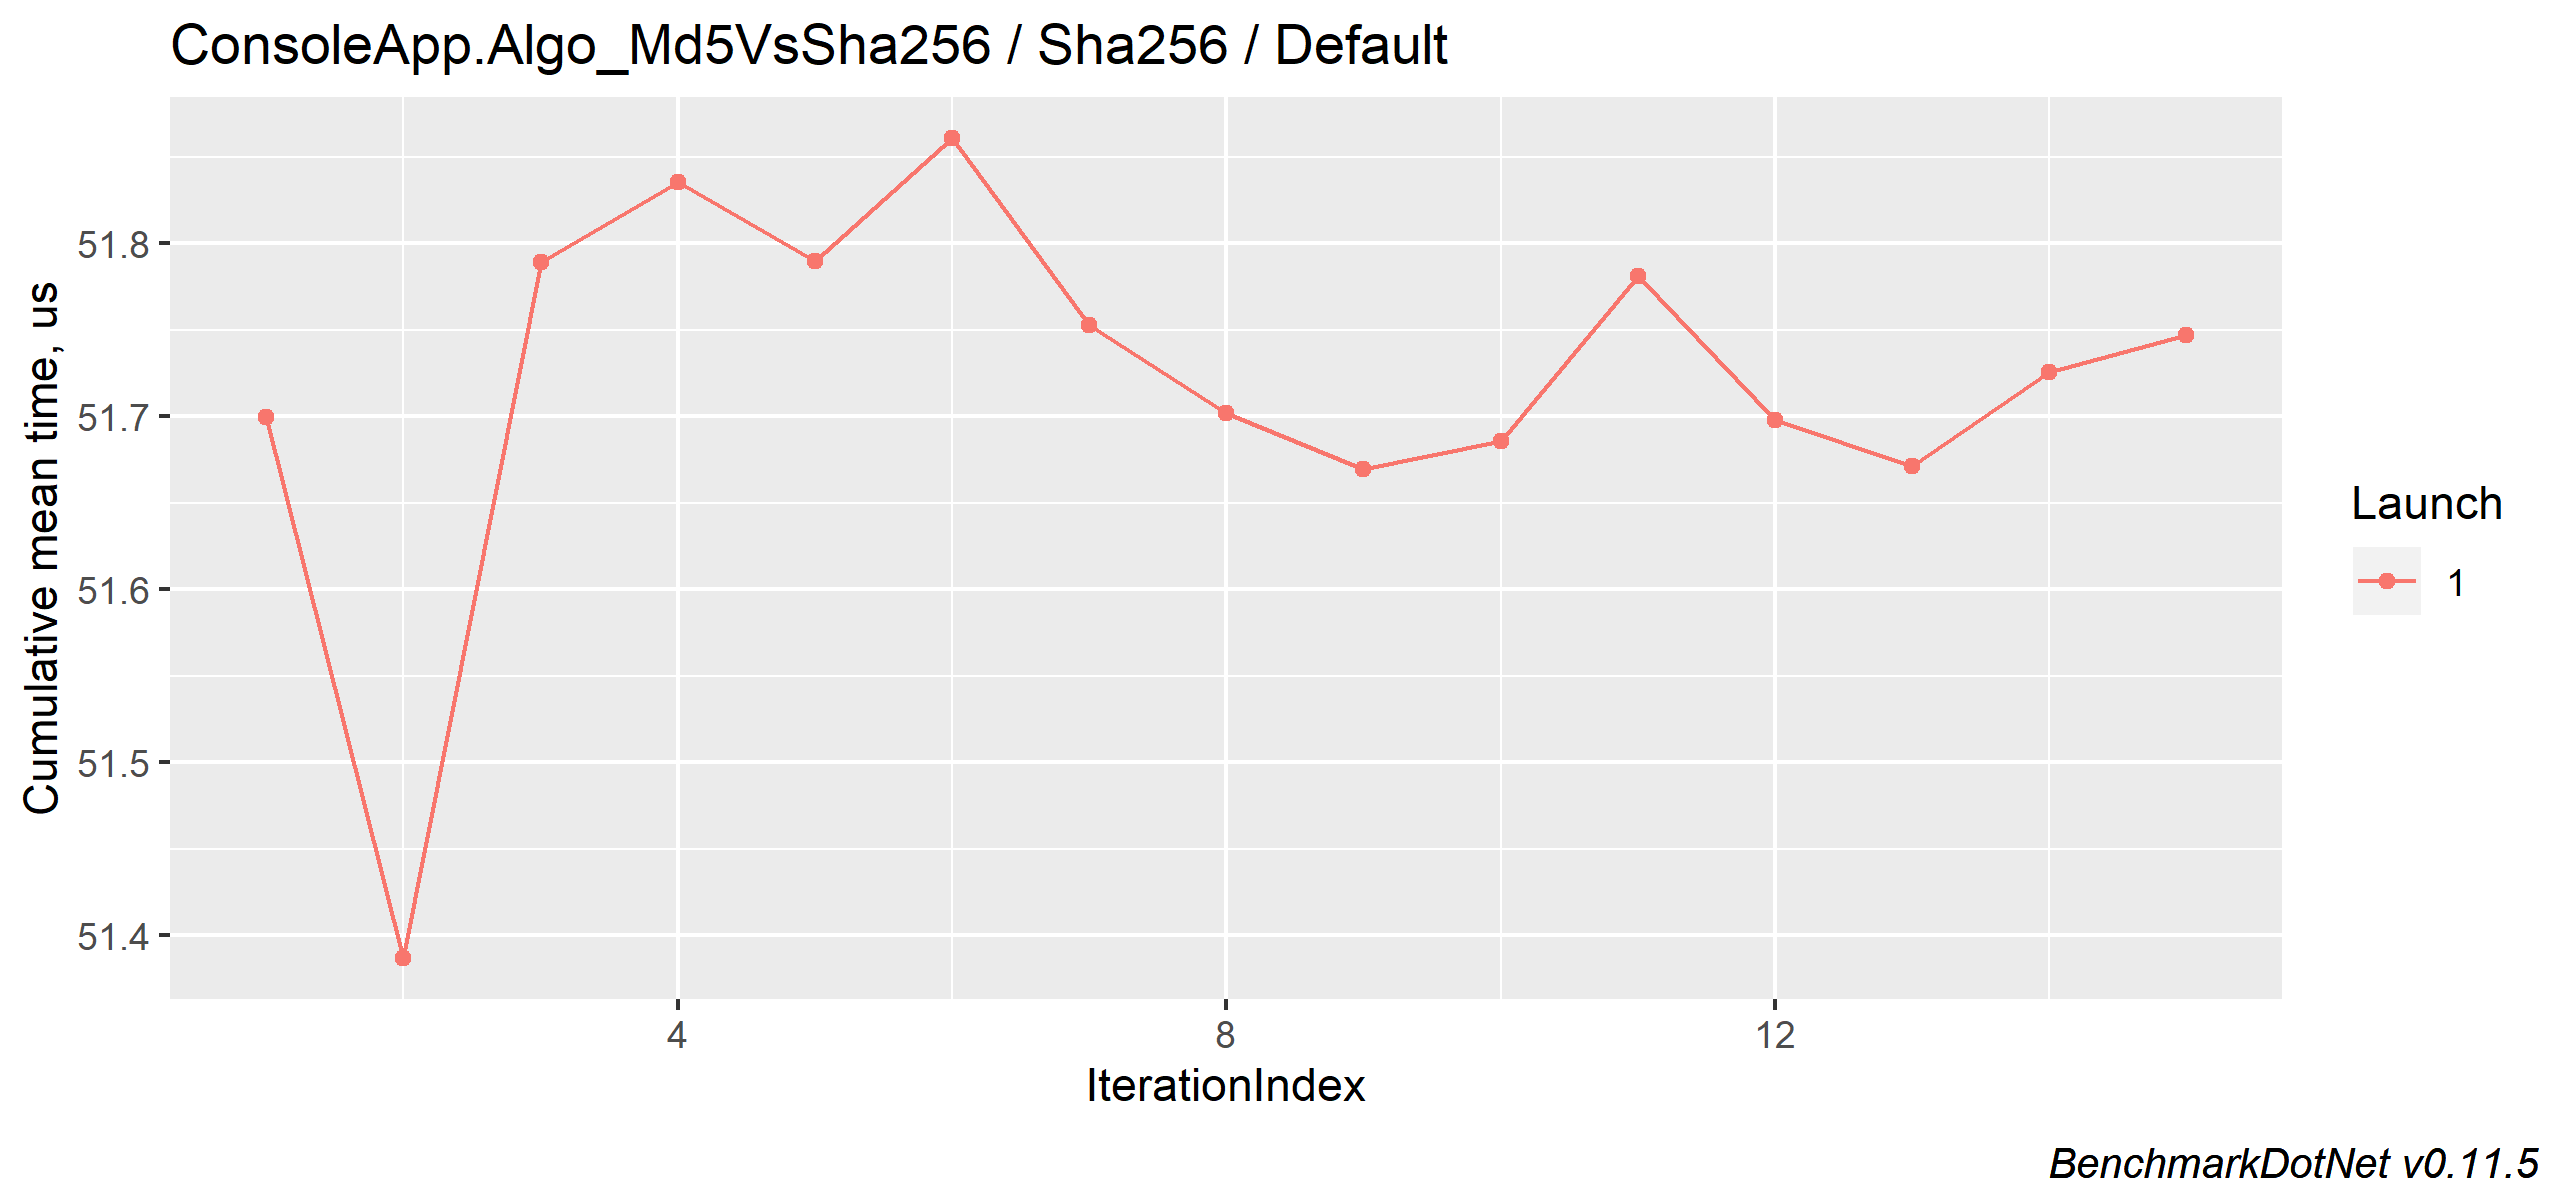 ConsoleApp.Algo_Md5VsSha256 / Sha256 / Default
Cumulative mean time, us
51.8
51.7
51.6
51.5
51.4
4 8 12
IterationIndex
Launch
1
BenchmarkDotNet v0.11.5